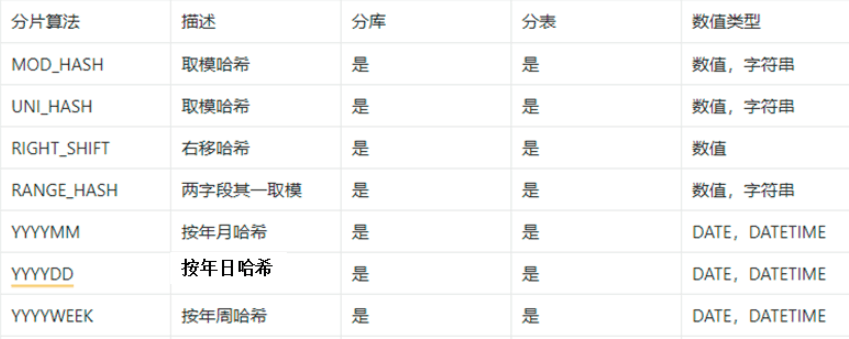 分片算法 描述 分库 分表 数值类型
MOD_HASH 取模哈希 是 是 数值，字符串
UNI_HASH 取模哈希 是 是 数值，字符串
RIGHT_SHIFT 右移哈希 是 是 数值
RANGE_HASH 两字段其一取模 是 是 数值，字符串
YYYYMM 按年月哈希 是 是 DATE，DATETIME
YYYYDD 按年日哈希 是 是 DATE，DATETIME
YYYYWEEK 按年周哈希 是 是 DATE，DATETIME